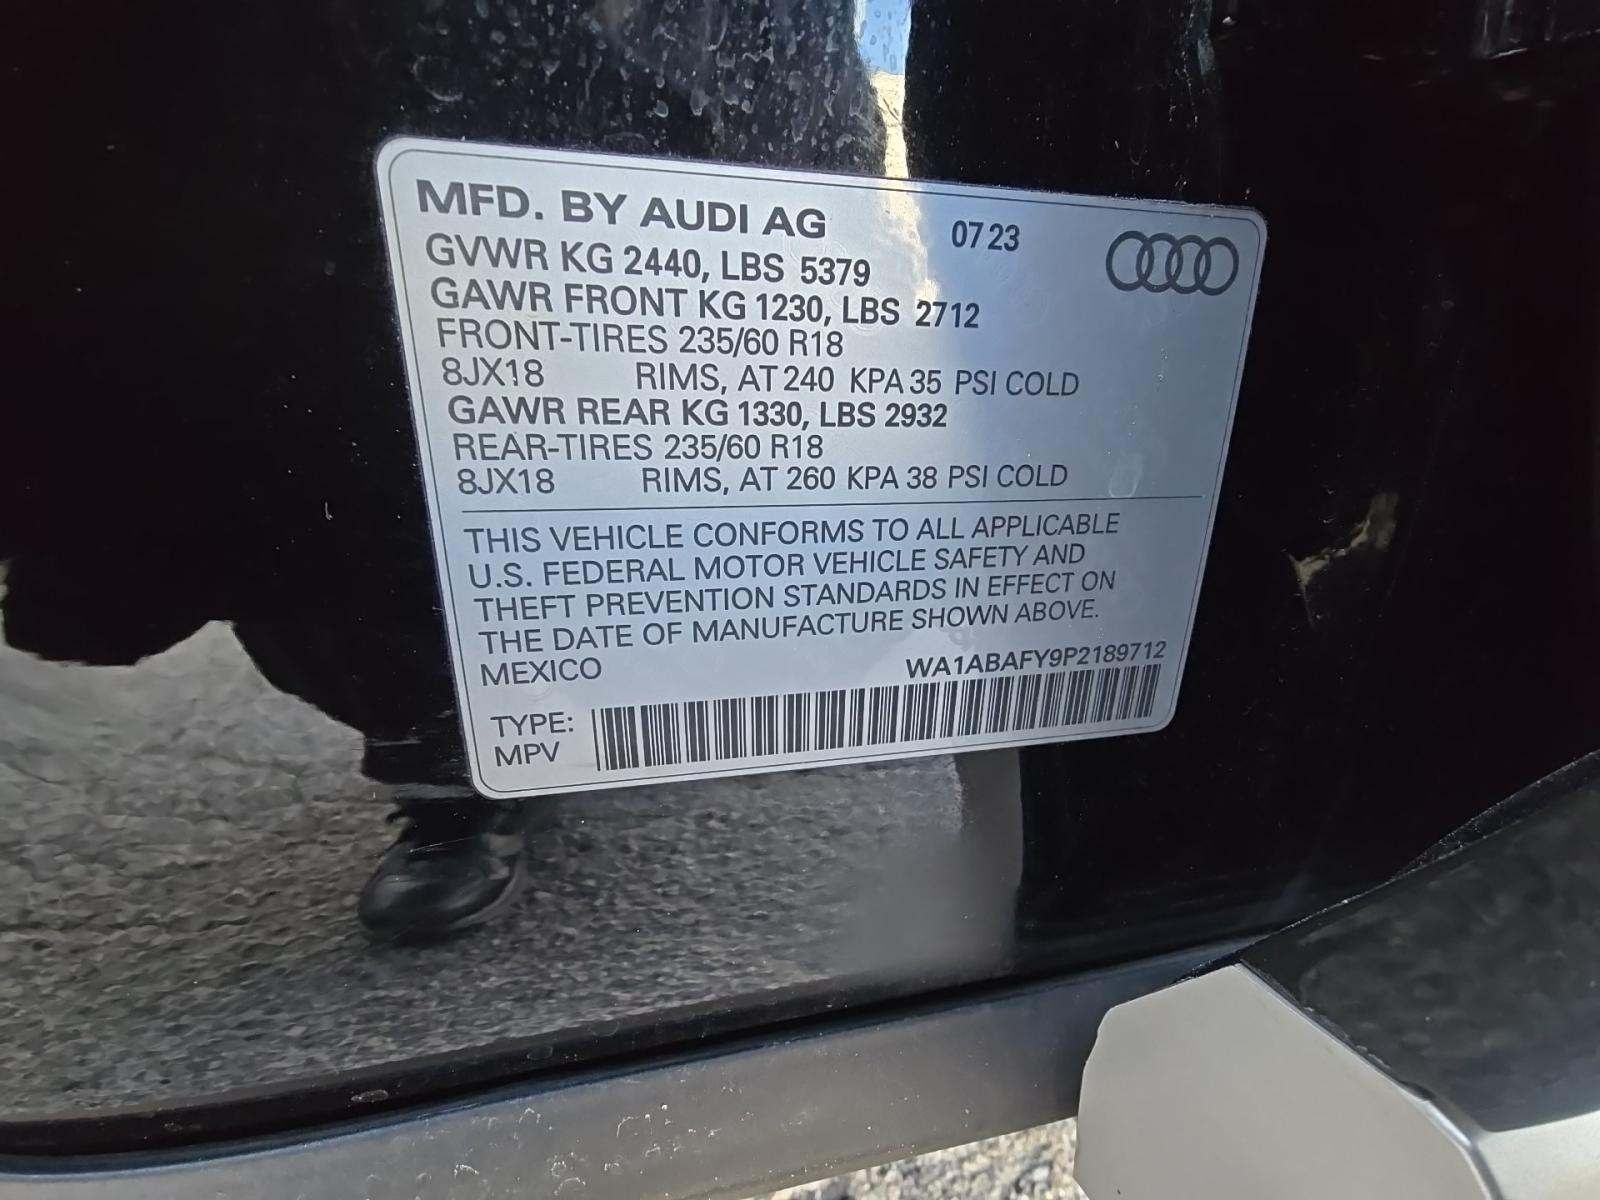 MFD. BY AUDI AG 07 23
GVWR KG 2440, LBS 5379
GAWR FRONT KG 1230, LBS 2712
FRONT-TIRES 235/60 R18
8JX18 RIMS, AT 240 KPA 35 PSI COLD
GAWR REAR KG 1330, LBS 2932
REAR-TIRES 235/60 R18
8JX18 RIMS, AT 260 KPA 38 PSI COLD
THIS VEHICLE CONFORMS TO ALL APPLICABLE
U.S. FEDERAL MOTOR VEHICLE SAFETY AND
THEFT PREVENTION STANDARDS IN EFFECT ON
THE DATE OF MANUFACTURE SHOWN ABOVE.
MEXICO WA1ABAFY9P2189712
TYPE:
MPV